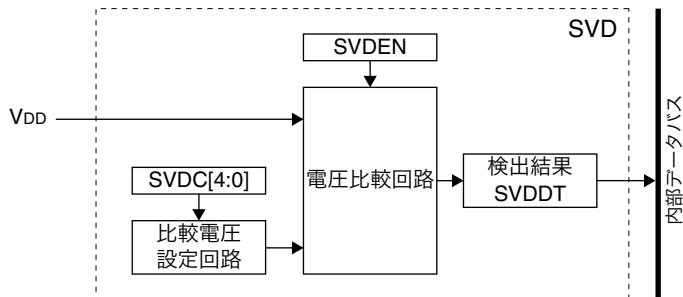 SVD
SVDEN
VDD
電圧比較回路
SVDC[4:0]
比較電圧
設定回路
検出結果
SVDDT
内部データバス